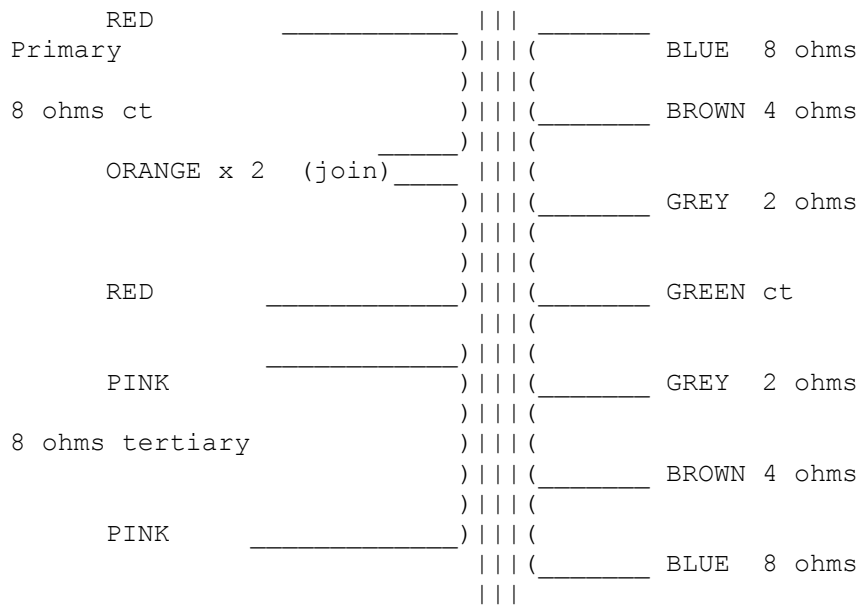 RED
Primary BLUE 8 ohms
8 ohms ct BROWN 4 ohms
ORANGE x 2 (join)
GREY 2 ohms
RED GREEN ct
PINK GREY 2 ohms
8 ohms tertiary
BROWN 4 ohms
PINK
BLUE 8 ohms